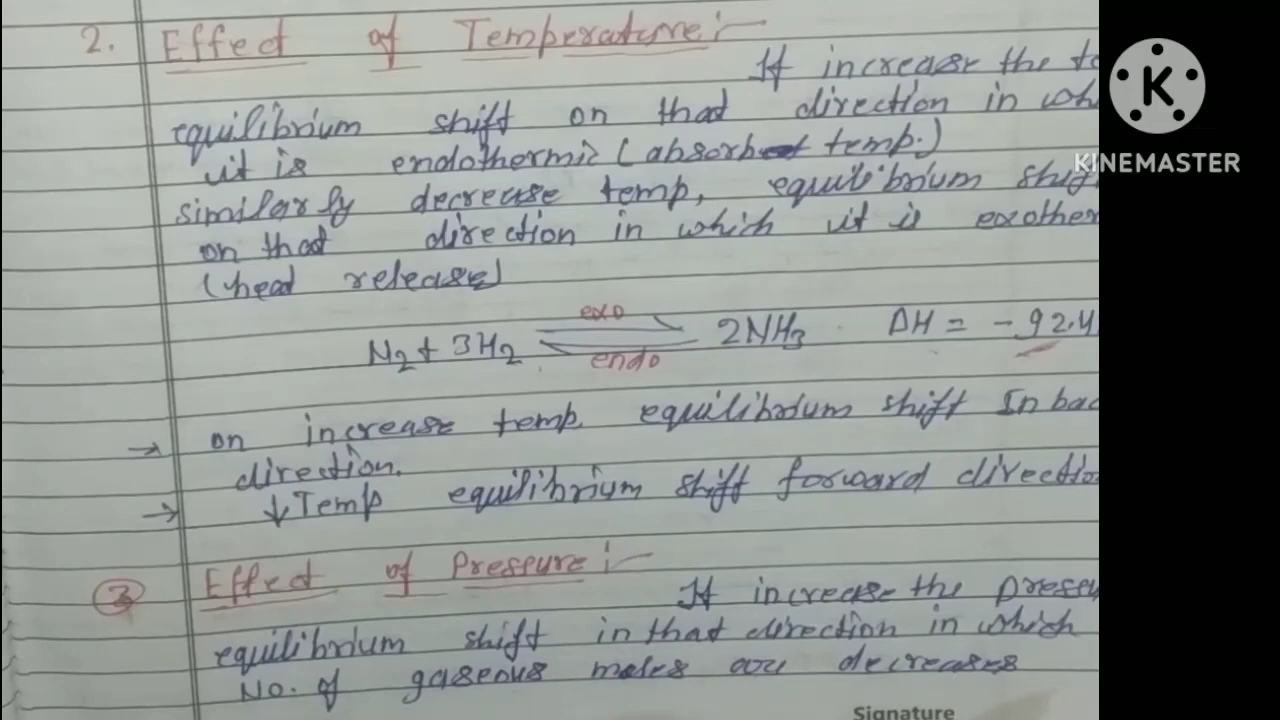 2. Effect of Temperature :-
If increase the
equilibrium shift on that direction in
it is endothermic (absorb temp.)
similarly decrease temp, equilibrium
on that direction in which it is
(head release)
exo
N₂ + 3H₂ ⇌ 2NH₃ ΔH = -92.4
endo
→ on increase temp. equilibrium shift In
direction.
→ ↓ Temp equilibrium shift forward
3 Effect of Pressure :-
If increase the
equilibrium shift in that direction in which
No. of gaseous moles are decreases
Signature
K
KINEMASTER